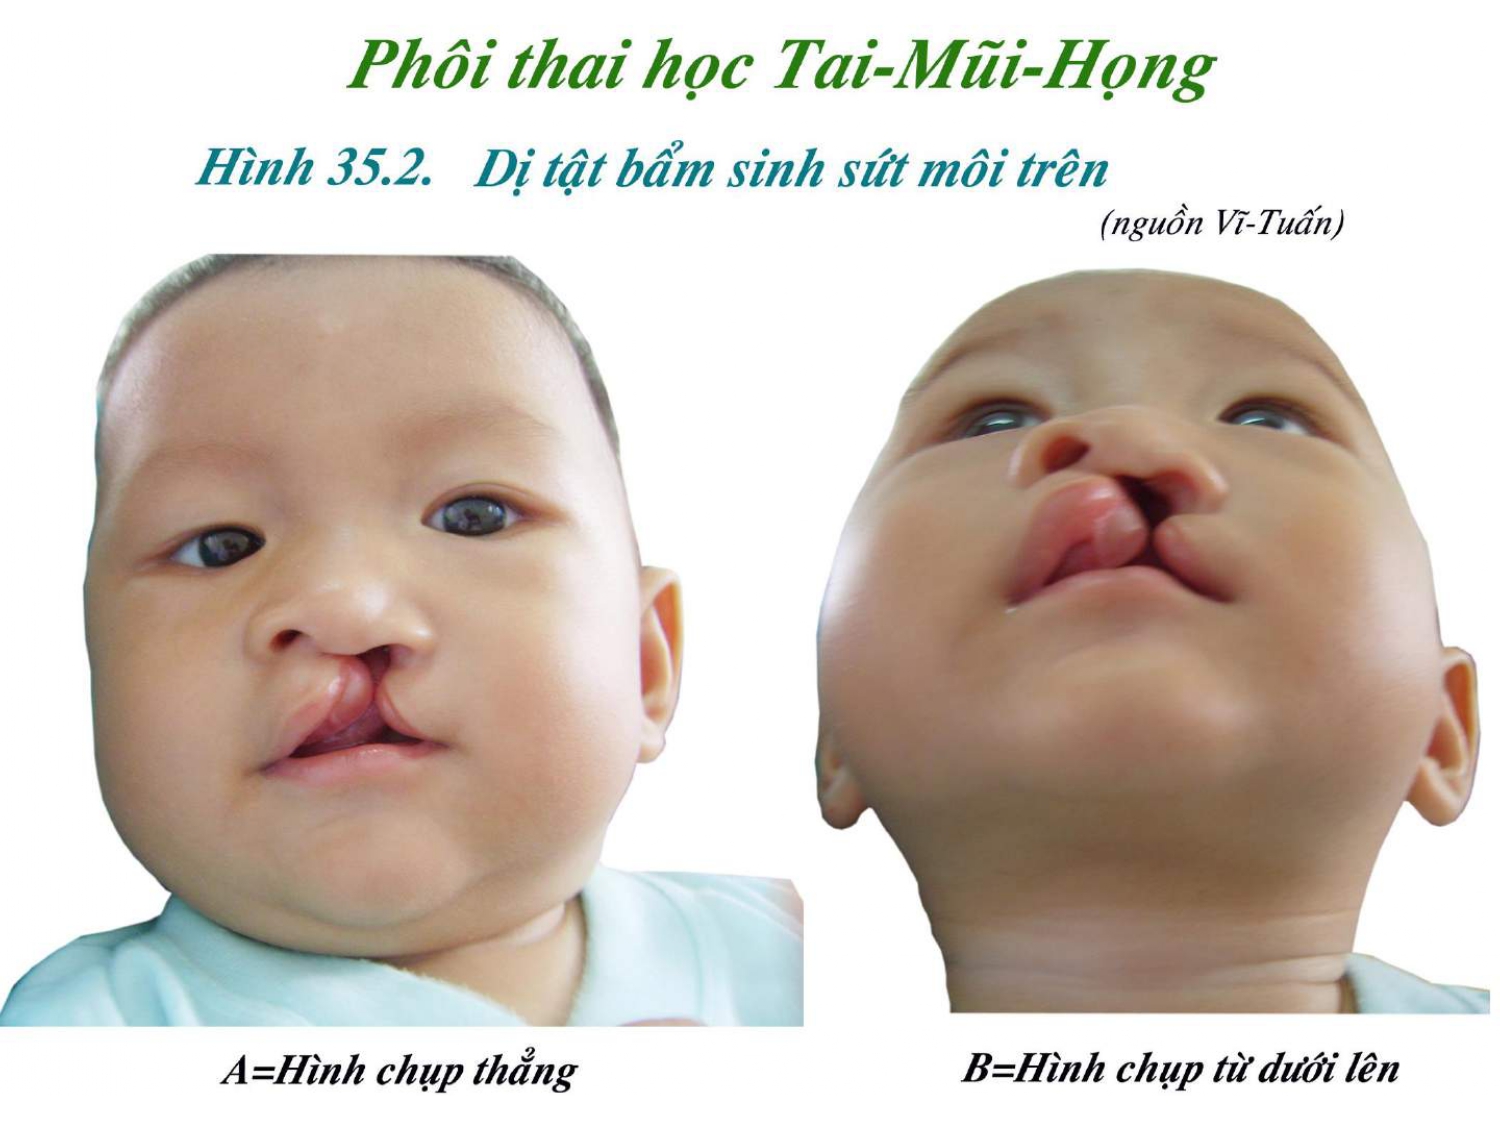 Phôi thai học Tai-Mũi-Họng
Hình 35.2. Dị tật bẩm sinh sứt môi trên
(nguồn Vĩ-Tuấn)
A=Hình chụp thẳng
B=Hình chụp từ dưới lên